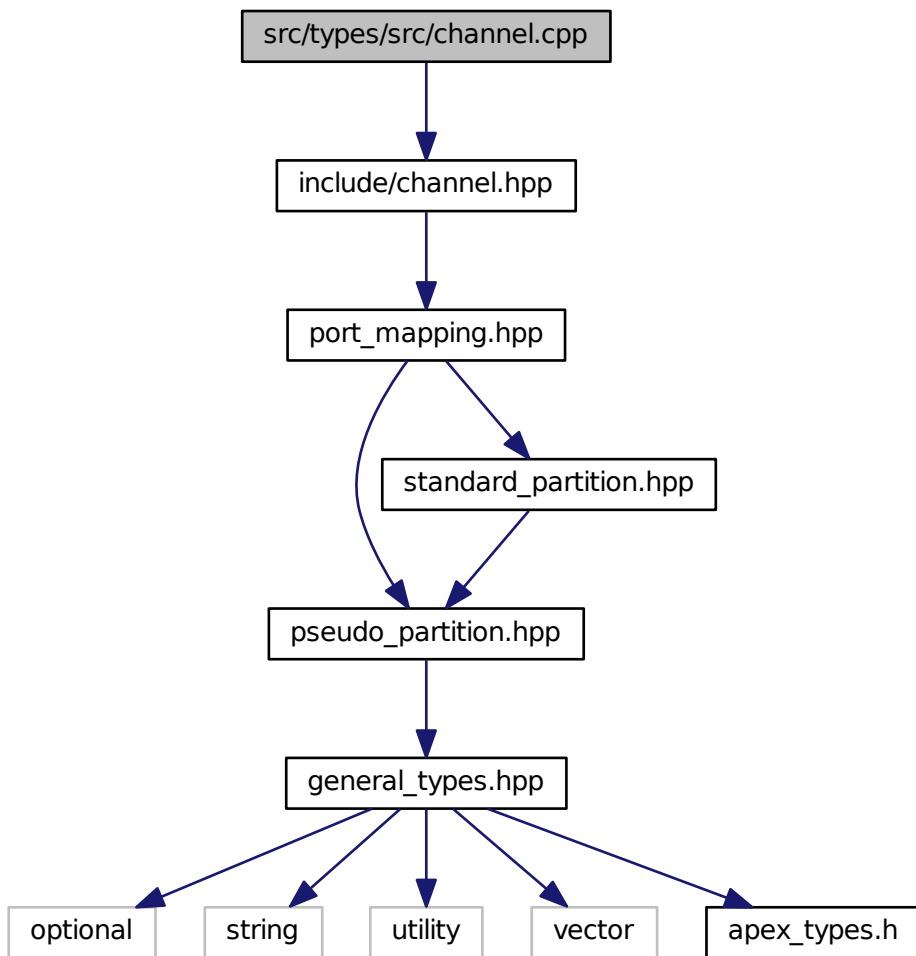 src/types/src/channel.cpp
include/channel.hpp
port_mapping.hpp
standard_partition.hpp
pseudo_partition.hpp
general_types.hpp
optional
string
utility
vector
apex_types.h